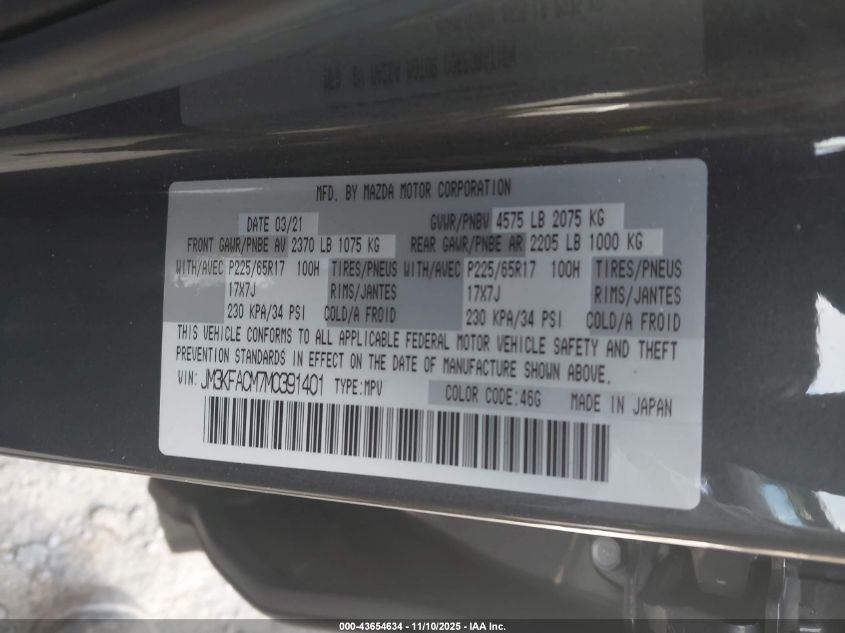 MFD. BY MAZDA MOTOR CORPORATION
DATE 03/21 GVWR/PNBV 4575 LB 2075 KG
FRONT GAWR/PNBE AV 2370 LB 1075 KG REAR GAWR/PNBE AR 2205 LB 1000 KG
WITH/AVEC P225/65R17 100H TIRES/PNEUS WITH/AVEC P225/65R17 100H TIRES/PNEUS
17X7J RIMS/JANTES 17X7J RIMS/JANTES
230 KPA/34 PSI COLD/A FROID 230 KPA/34 PSI COLD/A FROID
THIS VEHICLE CONFORMS TO ALL APPLICABLE FEDERAL MOTOR VEHICLE SAFETY AND THEFT
PREVENTION STANDARDS IN EFFECT ON THE DATE OF MANUFACTURE SHOWN ABOVE.
VIN: JM3KFACM7M0391401 TYPE:MPV COLOR CODE:46G MADE IN JAPAN
000-43654634 - 11/10/2025 - IAA Inc.